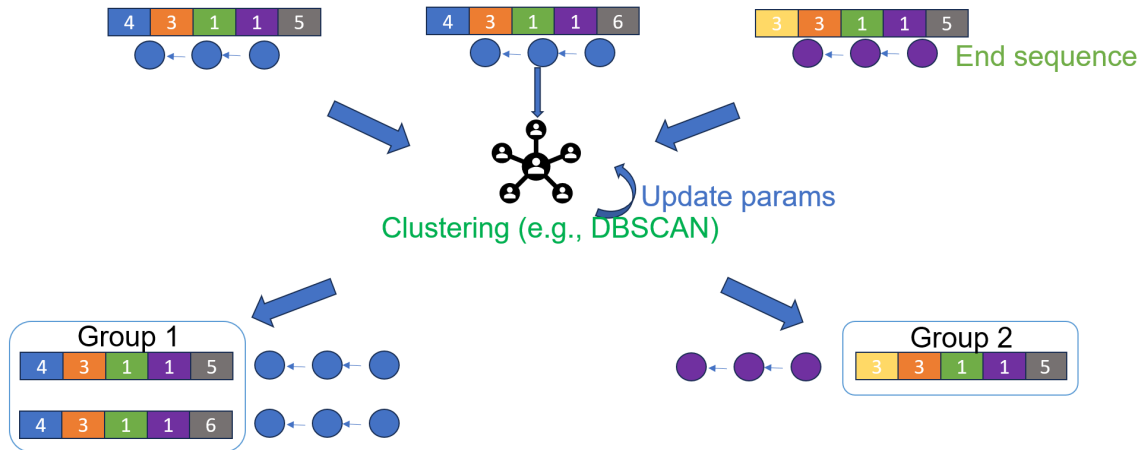 4 3 1 1 5
4 3 1 1 6
3 3 1 1 5
End sequence
Update params
Clustering (e.g., DBSCAN)
Group 1
4 3 1 1 5
4 3 1 1 6
Group 2
3 3 1 1 5